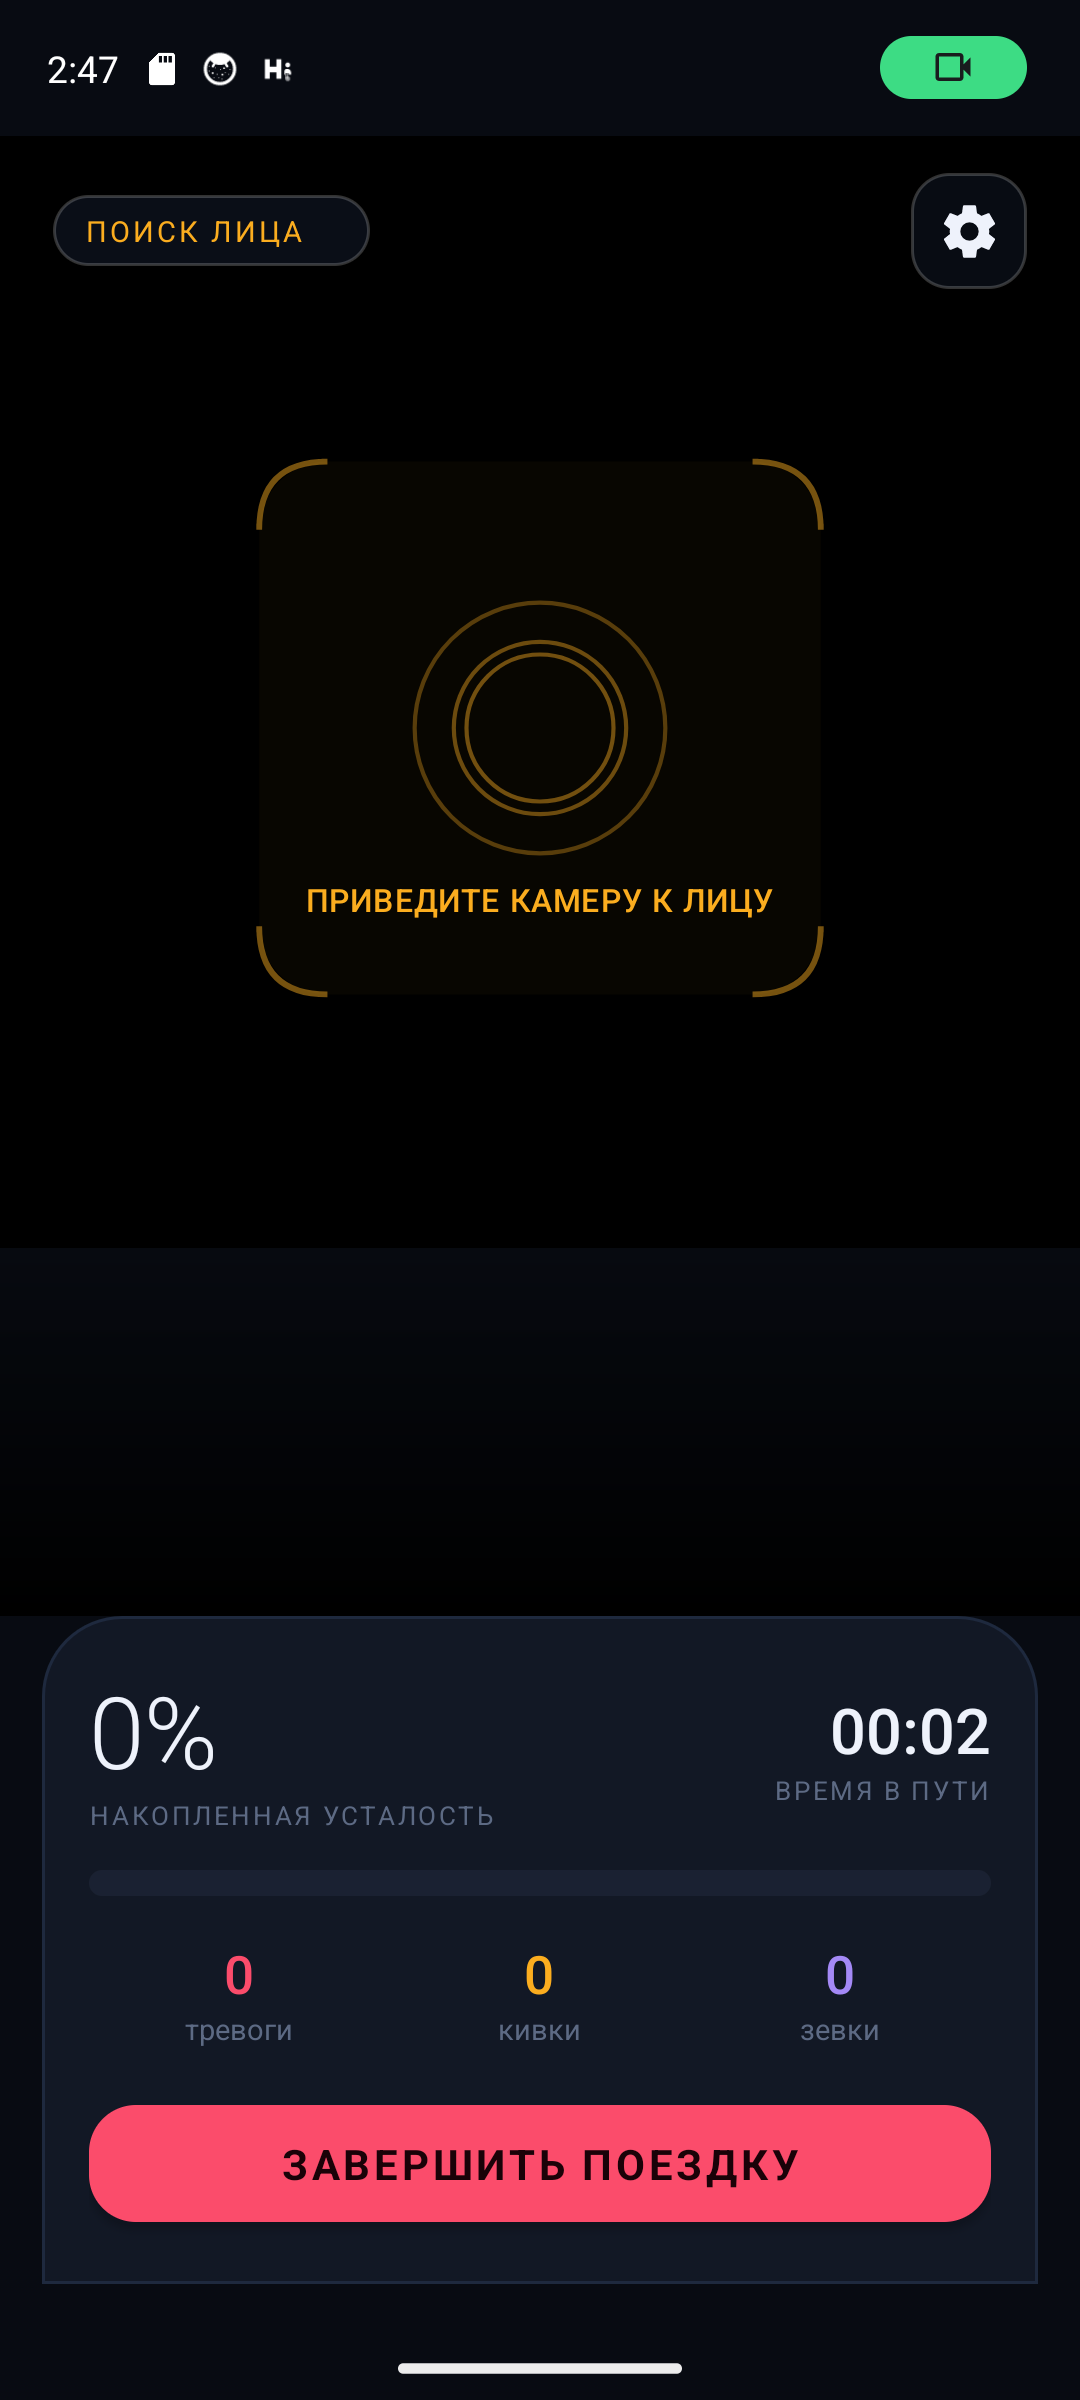 2:47
ПОИСК ЛИЦА
ПРИВЕДИТЕ КАМЕРУ К ЛИЦУ
0%
00:02
НАКОПЛЕННАЯ УСТАЛОСТЬ
ВРЕМЯ В ПУТИ
0 0 0
тревоги кивки зевки
ЗАВЕРШИТЬ ПОЕЗДКУ